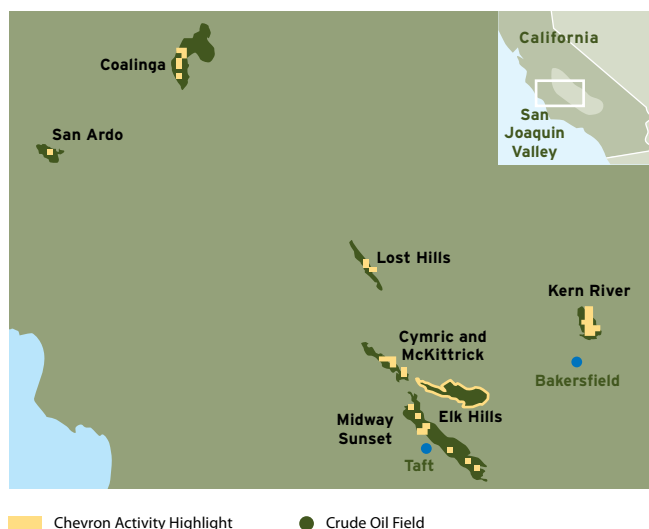 California
Coalinga
San
Joaquin
Valley
San Ardo
Lost Hills
Kern River
Cymric and
McKittrick
Bakersfield
Elk Hills
Midway
Sunset
Taft
Chevron Activity Highlight
Crude Oil Field